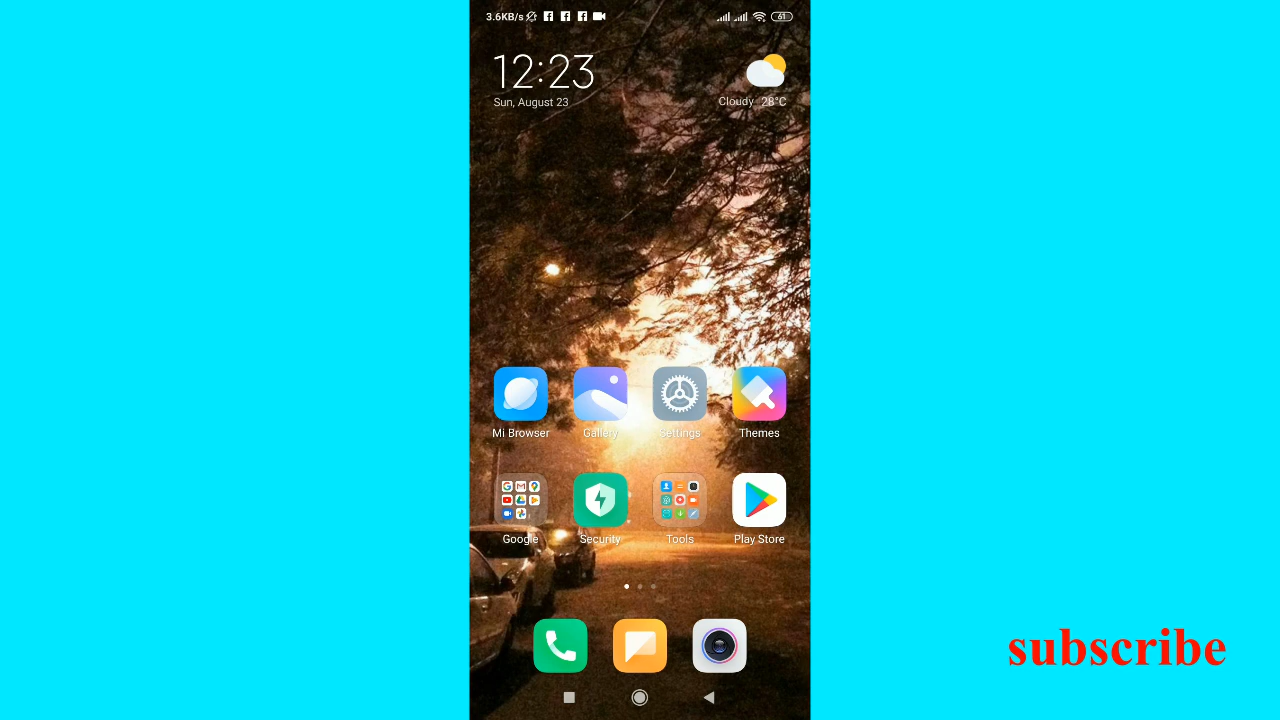 3.6KB/s 61
12:23
Sun, August 23
Cloudy 28°C
Mi Browser Gallery Settings Themes
Google Security Tools Play Store
subscribe